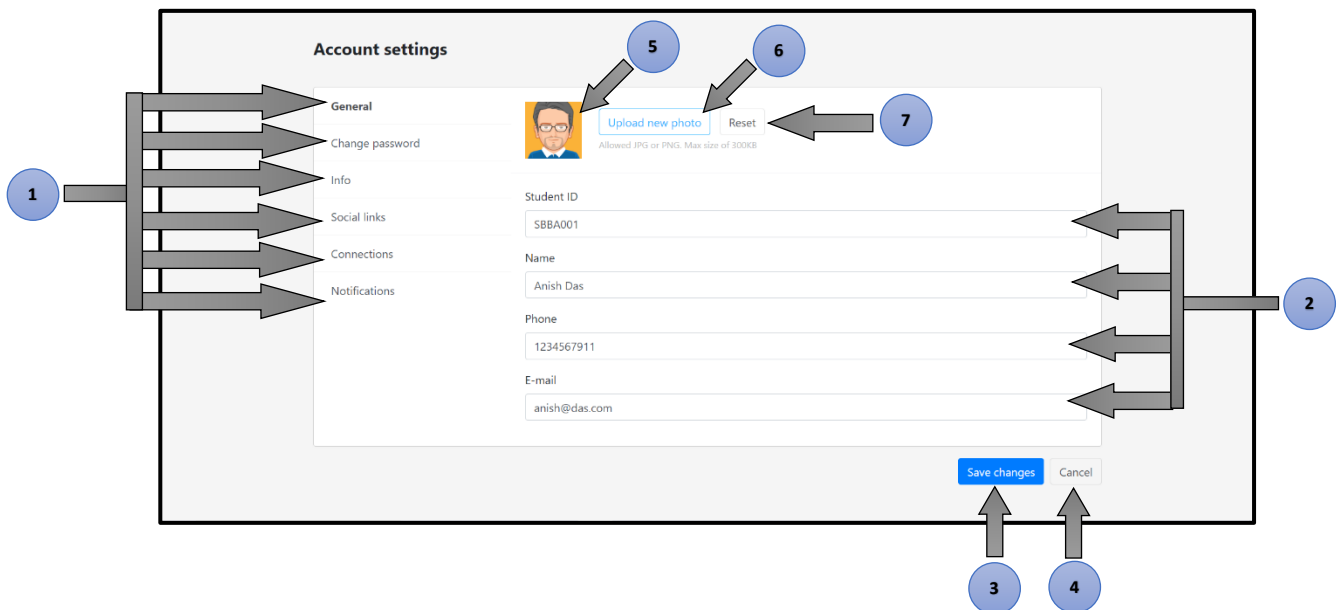 5
6
Account settings
General
Upload new photo
Reset
7
Allowed JPG or PNG. Max size of 300KB
Change password
Info
1
Student ID
Social links
SBBA001
Connections
Name
Anish Das
Notifications
2
Phone
1234567911
E-mail
anish@das.com
Save changes
Cancel
3
4